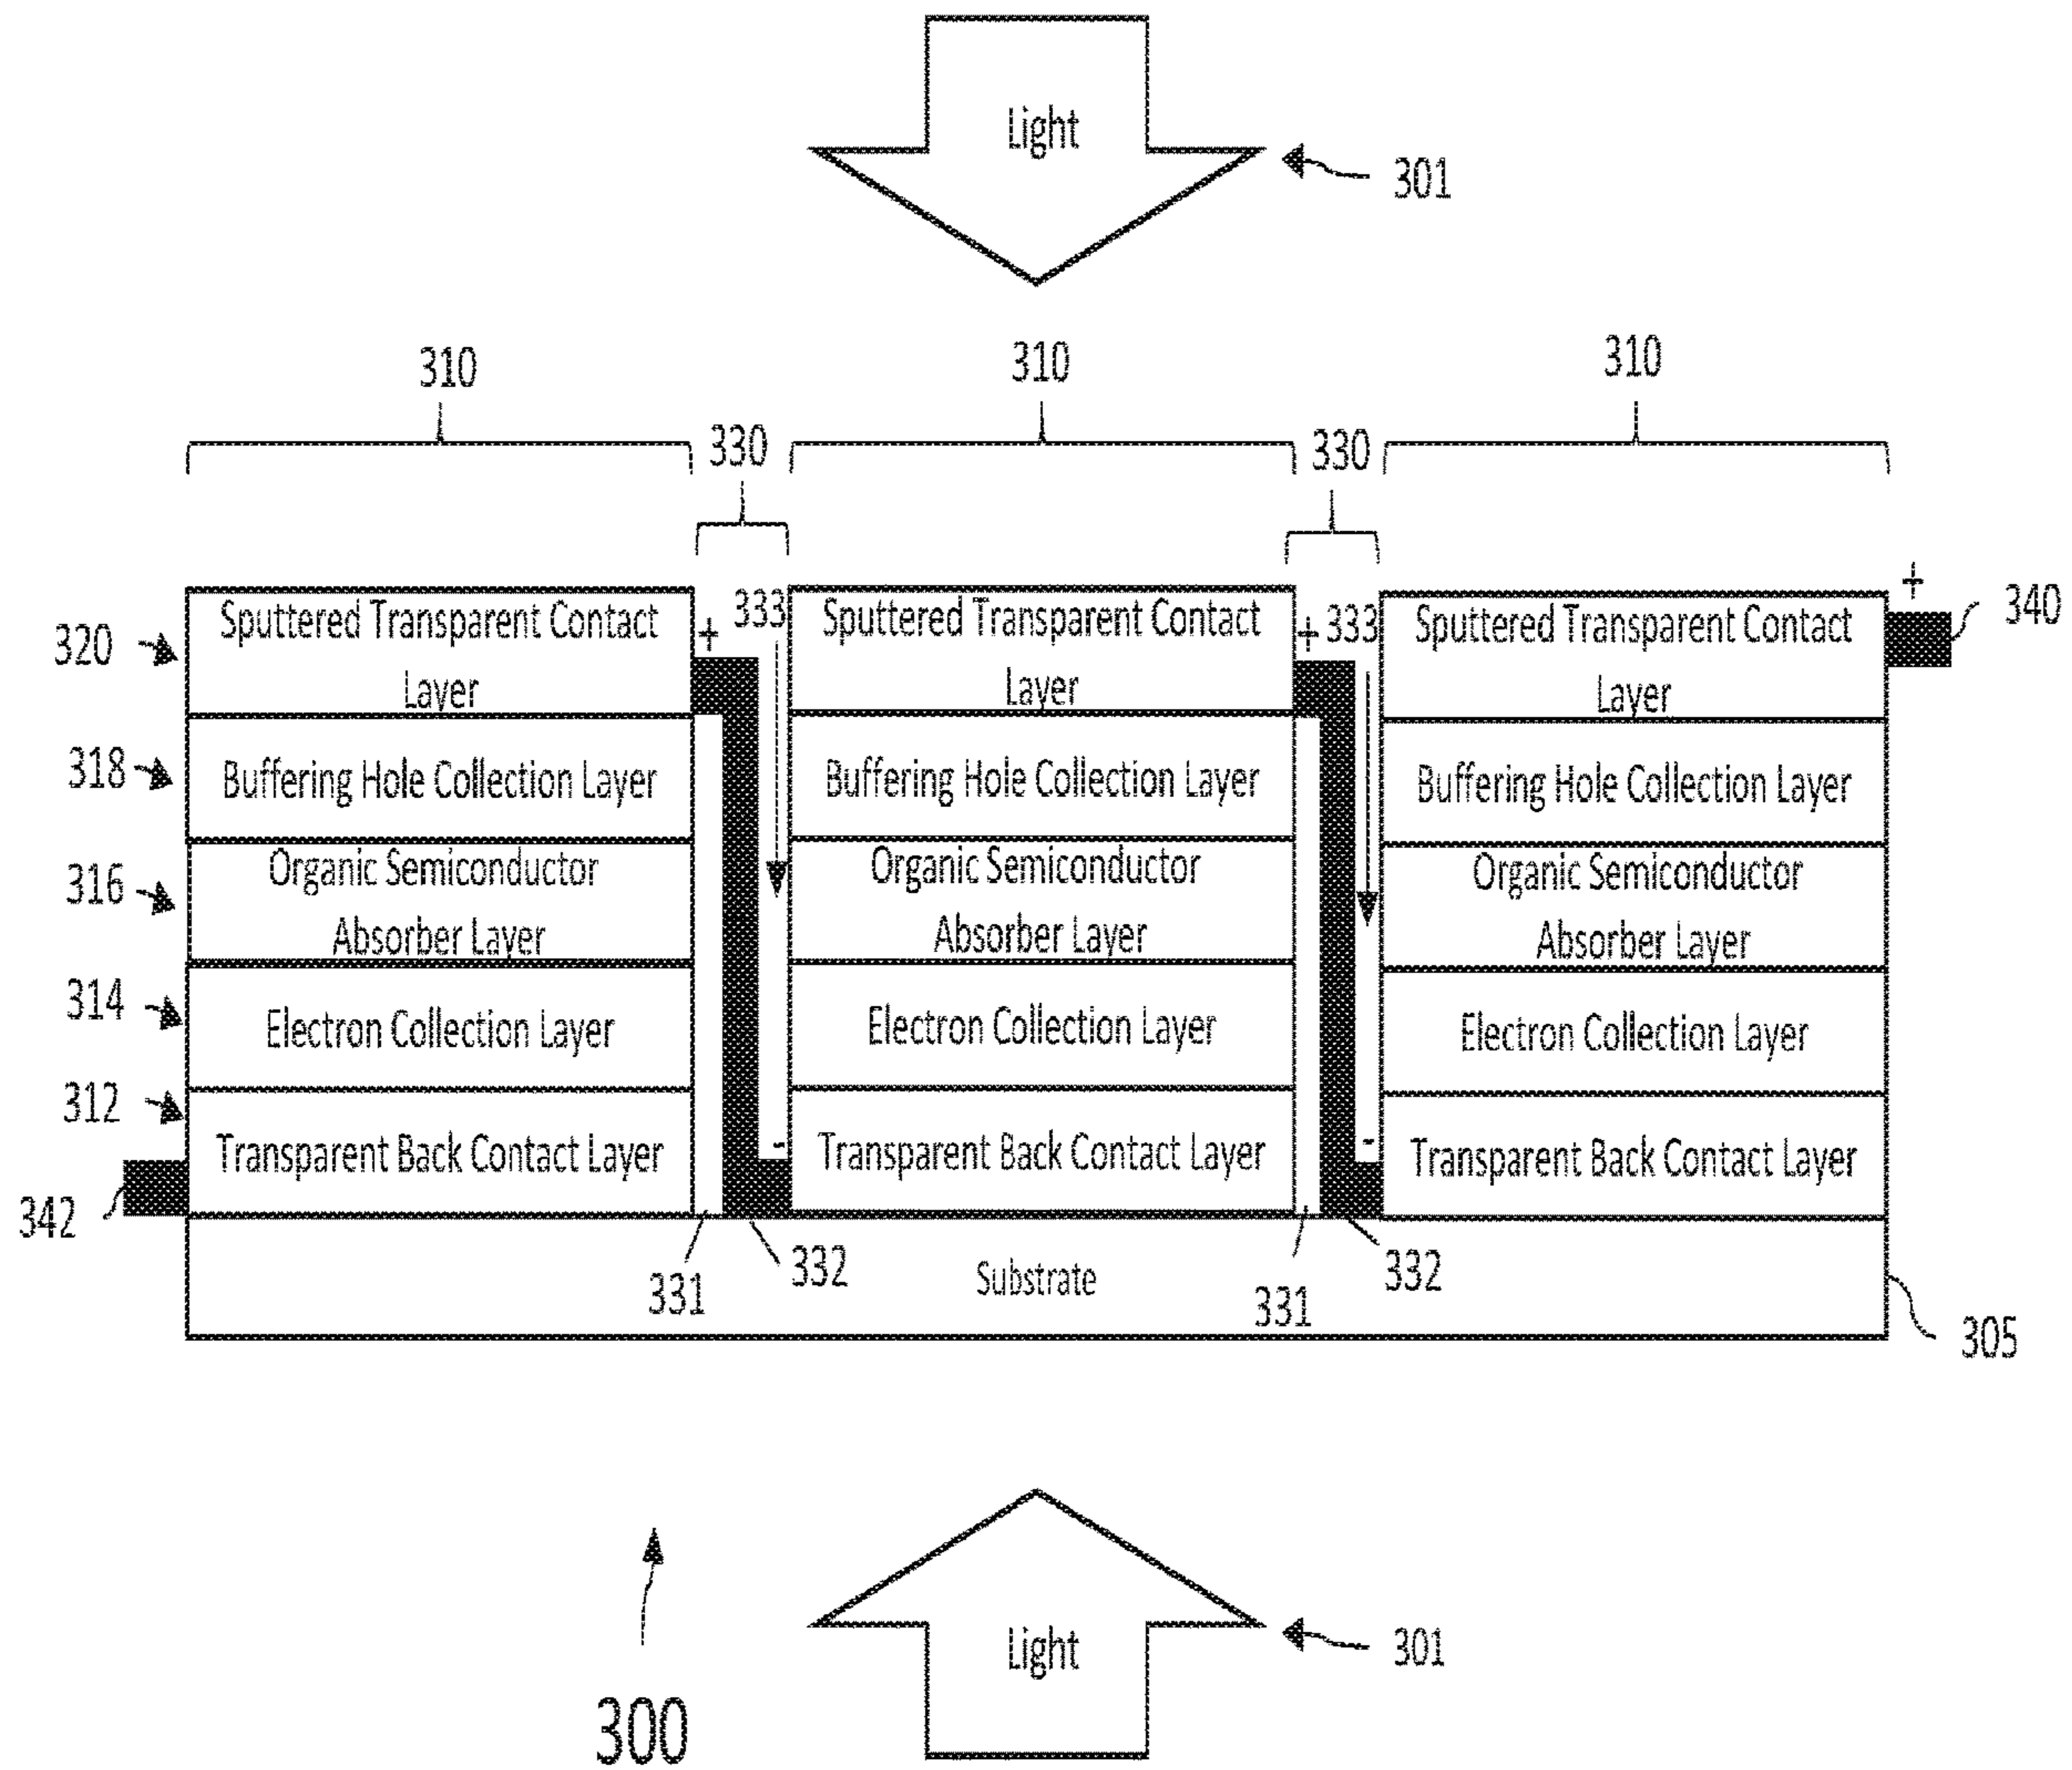 Light
301
310
310
310
330
330
+
340
320
Sputtered Transparent Contact
Layer
+
333
Sputtered Transparent Contact
Layer
+
333
Sputtered Transparent Contact
Layer
318
Buffering Hole Collection Layer
Buffering Hole Collection Layer
Buffering Hole Collection Layer
316
Organic Semiconductor
Absorber Layer
Organic Semiconductor
Absorber Layer
Organic Semiconductor
Absorber Layer
314
Electron Collection Layer
Electron Collection Layer
Electron Collection Layer
312
Transparent Back Contact Layer
-
Transparent Back Contact Layer
-
Transparent Back Contact Layer
342
331
332
Substrate
331
332
305
Light
301
300